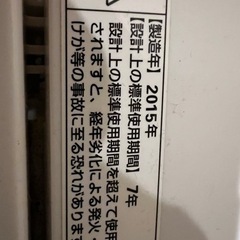 【製造年】2015年
【設計上の標準使用期間】7年
設計上の標準使用期間を超えて使用
されますと、経年劣化による発火・
けが等の事故に至る恐れがあります